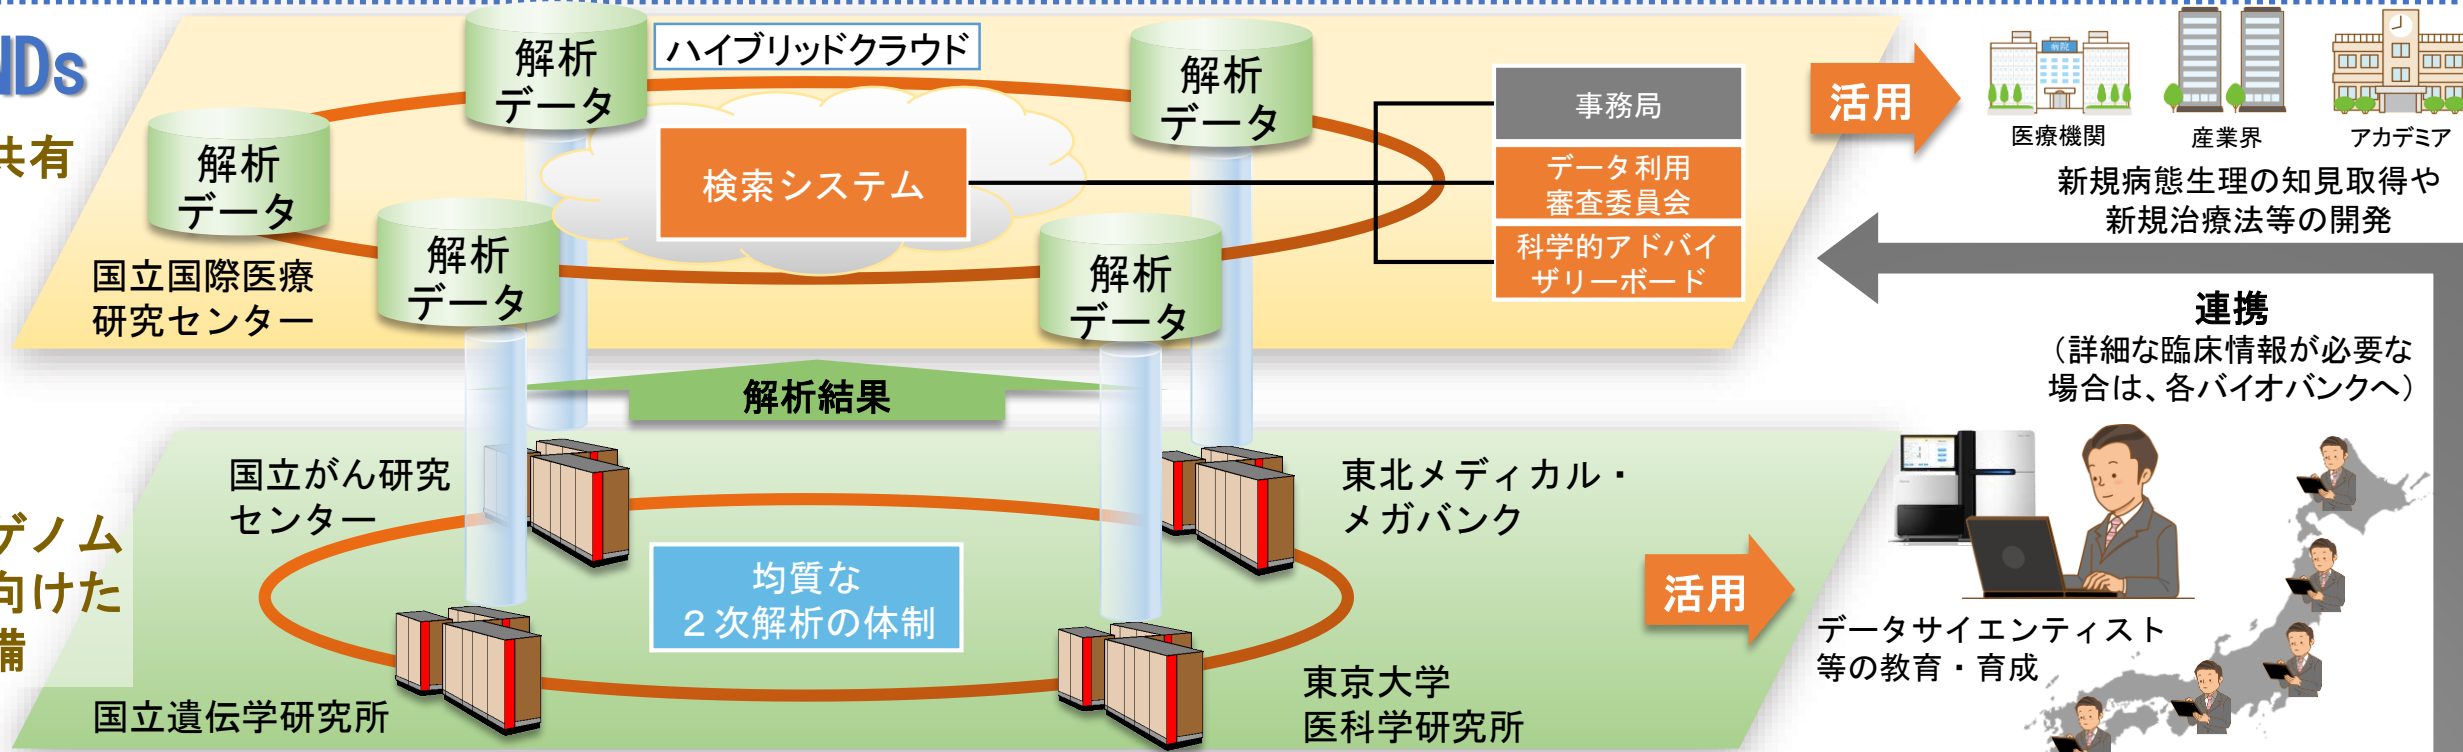 NDs
共有
ハイブリッドクラウド
解析
データ
解析
データ
解析
データ
解析
データ
解析
データ
検索システム
事務局
データ利用
審査委員会
科学的アドバイ
ザリーボード
国立国際医療
研究センター
活用
病院
医療機関
産業界
アカデミア
新規病態生理の知見取得や
新規治療法等の開発
連携
（詳細な臨床情報が必要な
場合は、各バイオバンクへ）
解析結果
ゲノム
向けた
備
国立がん研究
センター
東北メディカル・
メガバンク
均質な
２次解析の体制
国立遺伝学研究所
東京大学
医科学研究所
活用
データサイエンティスト
等の教育・育成